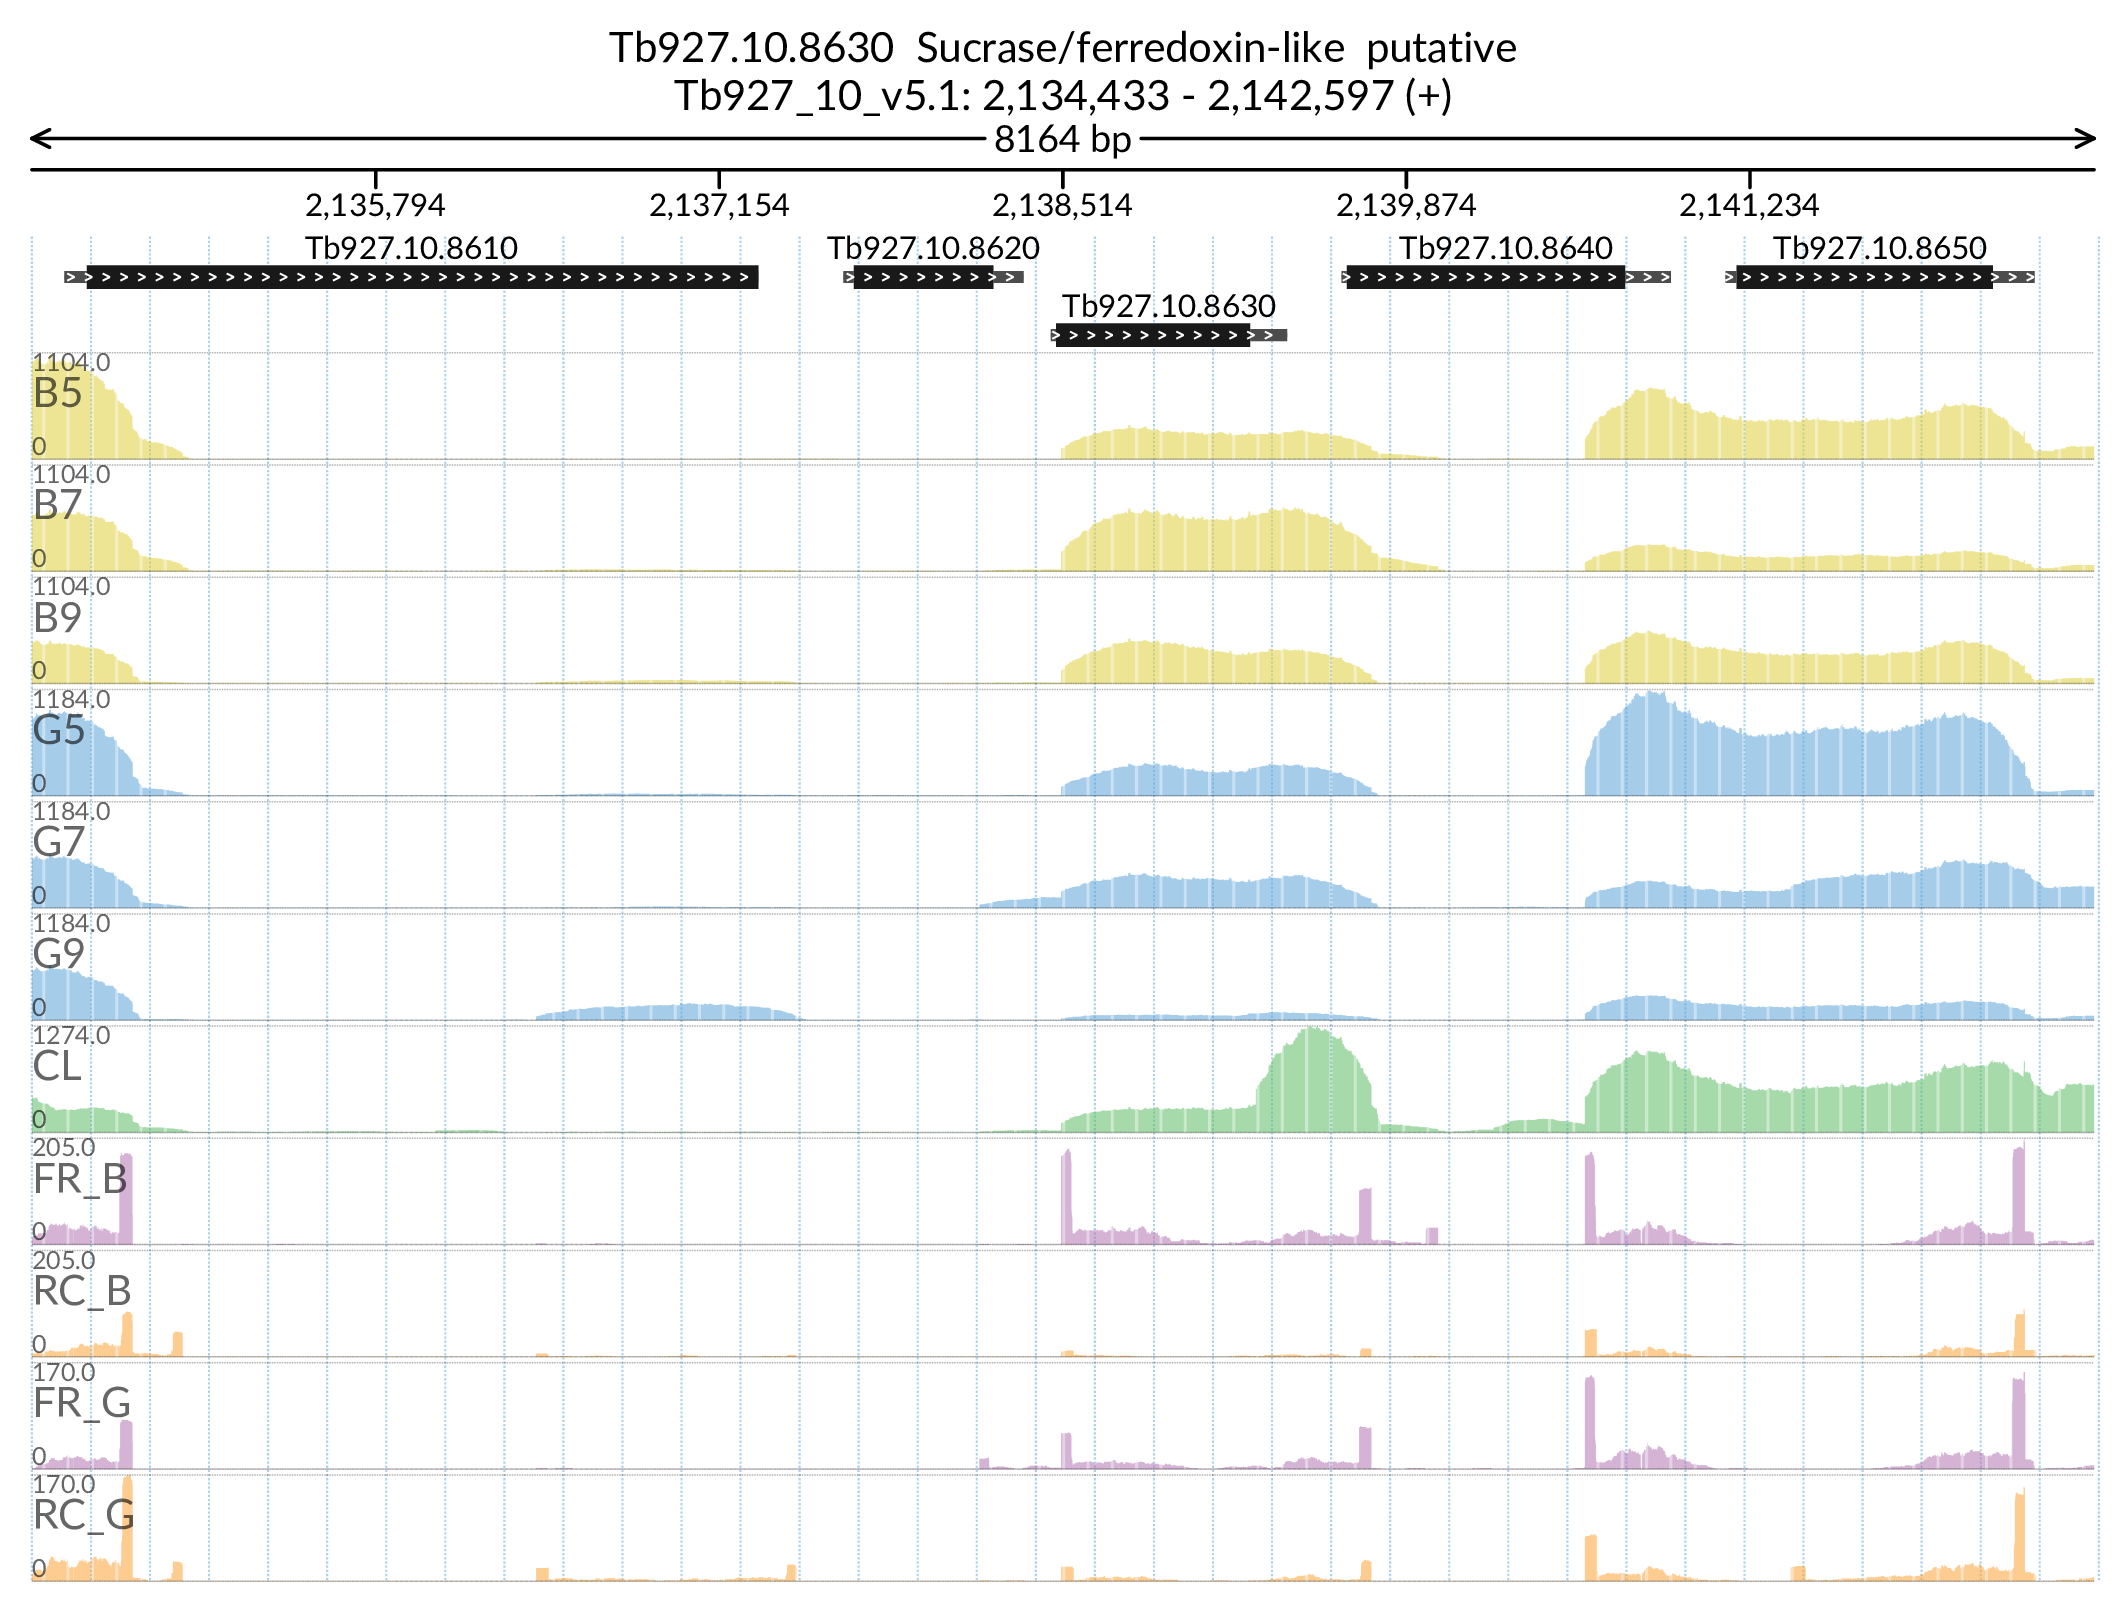 Tb927.10.8630 Sucrase/ferredoxin-like putative
Tb927_10_v5.1: 2,134,433 - 2,142,597 (+)
8164 bp
2,135,794 2,137,154 2,138,514 2,139,874 2,141,234
Tb927.10.8610 Tb927.10.8620 Tb927.10.8640 Tb927.10.8650
Tb927.10.8630
1104.0
B5
0
1104.0
B7
0
1104.0
B9
0
1184.0
G5
0
1184.0
G7
0
1184.0
G9
0
1274.0
CL
0
205.0
FR_B
0
205.0
RC_B
0
170.0
FR_G
0
170.0
RC_G
0